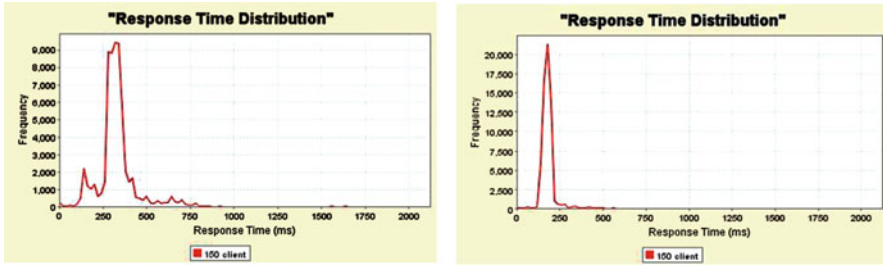 "Response Time Distribution"
9,000
8,000
7,000
6,000
5,000
4,000
3,000
2,000
1,000
0
Frequency
0 250 500 750 1000 1250 1500 1750 2000
Response Time (ms)
150 client
"Response Time Distribution"
20,000
17,500
15,000
12,500
10,000
7,500
5,000
2,500
0
Frequency
0 250 500 750 1000 1250 1500 1750 2000
Response Time (ms)
150 client